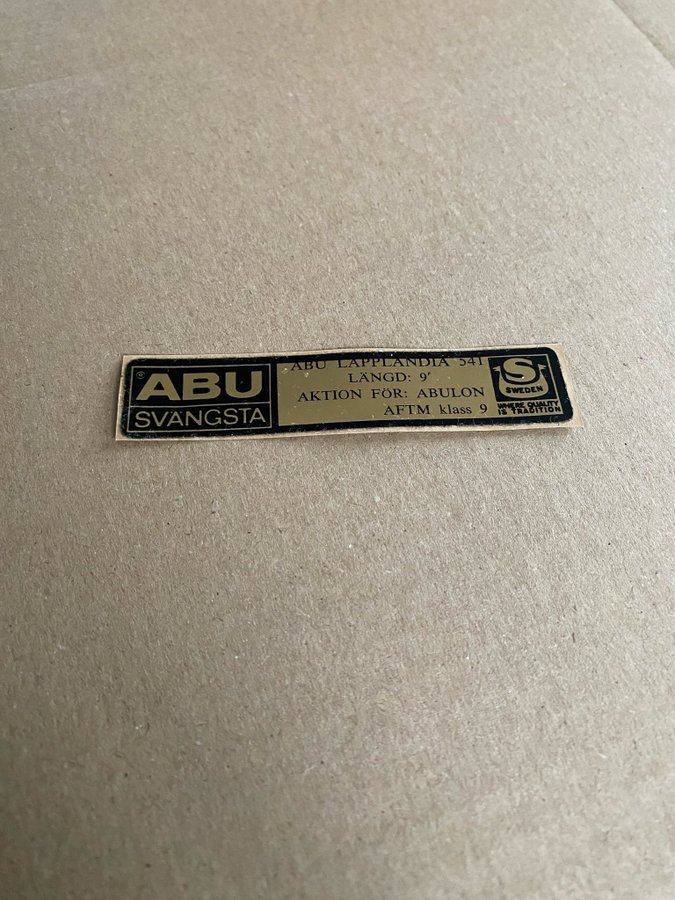 ® ABU
SVÄNGSTA
ABU LAPPLANDIA 541
LÄNGD: 9'
AKTION FÖR: ABULON
AFTM klass 9
S
SWEDEN
WHERE QUALITY
IS TRADITION